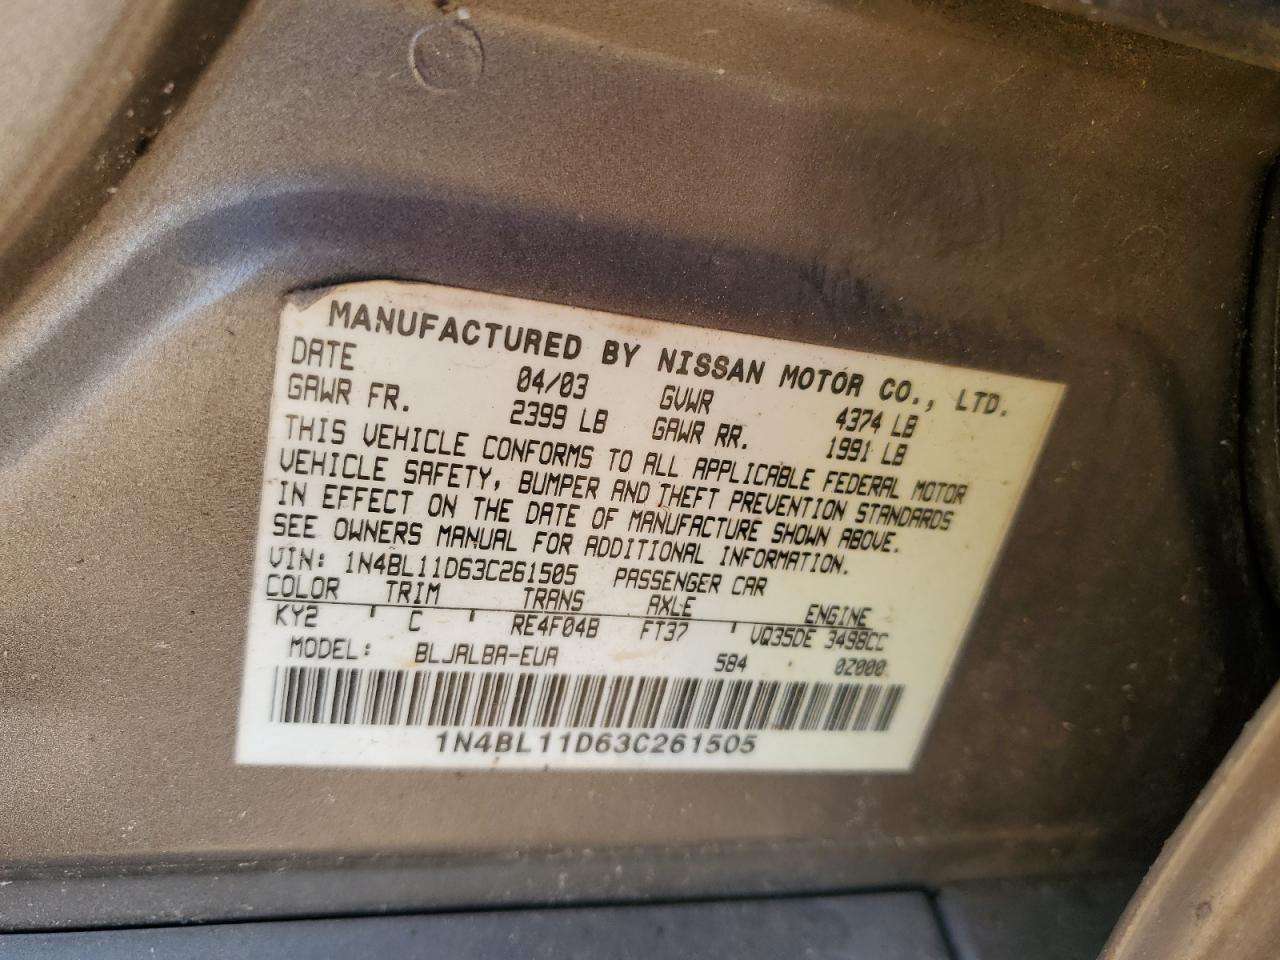 MANUFACTURED BY NISSAN MOTOR CO., LTD.
DATE 04/03 GVWR 4374 LB
GAWR FR. 2399 LB GAWR RR. 1991 LB
THIS VEHICLE CONFORMS TO ALL APPLICABLE FEDERAL MOTOR
VEHICLE SAFETY, BUMPER AND THEFT PREVENTION STANDARDS
IN EFFECT ON THE DATE OF MANUFACTURE SHOWN ABOVE.
SEE OWNERS MANUAL FOR ADDITIONAL INFORMATION.
VIN: 1N4BL11D63C261505 PASSENGER CAR
COLOR TRIM TRANS AXLE ENGINE
KY2 C RE4F04B FT37 VQ35DE 3498CC
MODEL: BLJALBA-EUA 584 0Z000
1N4BL11D63C261505